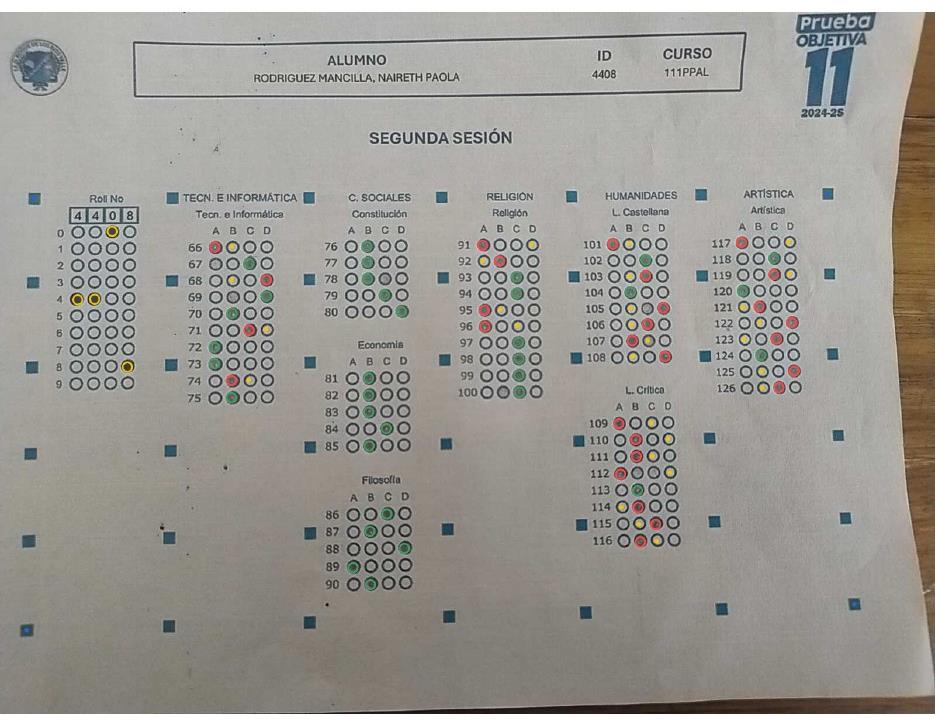 Prueba
OBJETIVA
11
2024-25
ALUMNO ID CURSO
RODRIGUEZ MANCILLA, NAIRETH PAOLA 4408 111PPAL
SEGUNDA SESIÓN
Roll No
4 4 0 8
0
1
2
3
4
5
6
7
8
9
TECN. E INFORMÁTICA
Tecn. e Informática
A B C D
66
67
68
69
70
71
72
73
74
75
C. SOCIALES
Constitución
A B C D
76
77
78
79
80
Economia
A B C D
81
82
83
84
85
Filosofía
A B C D
86
87
88
89
90
RELIGIÓN
Religión
A B C D
91
92
93
94
95
96
97
98
99
100
HUMANIDADES
L. Castellana
A B C D
101
102
103
104
105
106
107
108
L. Crítica
A B C D
109
110
111
112
113
114
115
116
ARTÍSTICA
Artística
A B C D
117
118
119
120
121
122
123
124
125
126